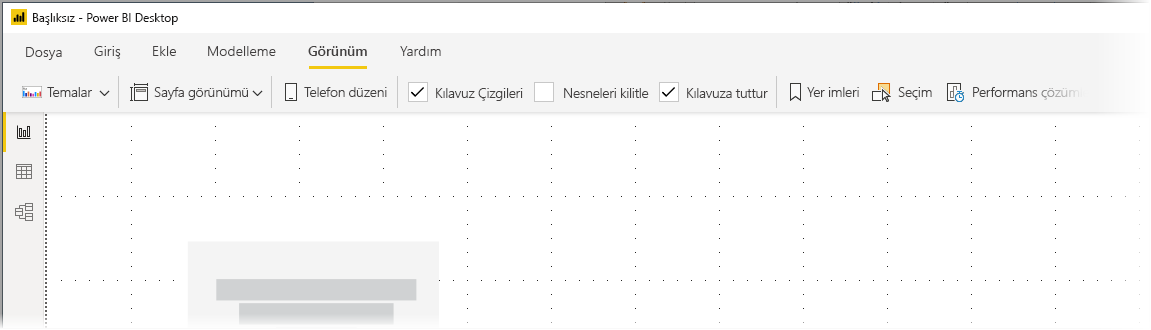 Başlıksız - Power BI Desktop
Dosya Giriş Ekle Modelleme Görünüm Yardım
Temalar Sayfa görünümü Telefon düzeni Kılavuz Çizgileri Nesneleri kilitle Kılavuza tuttur Yer imleri Seçim Performans çözüm